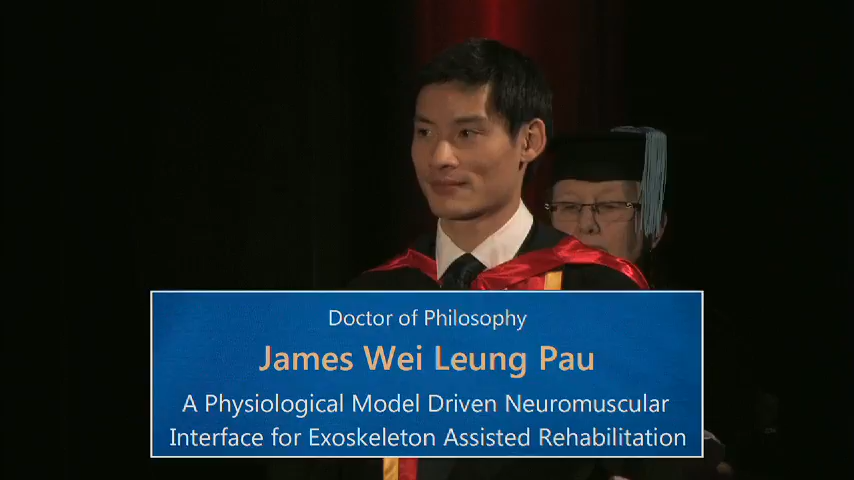 Doctor of Philosophy
James Wei Leung Pau
A Physiological Model Driven Neuromuscular
Interface for Exoskeleton Assisted Rehabilitation